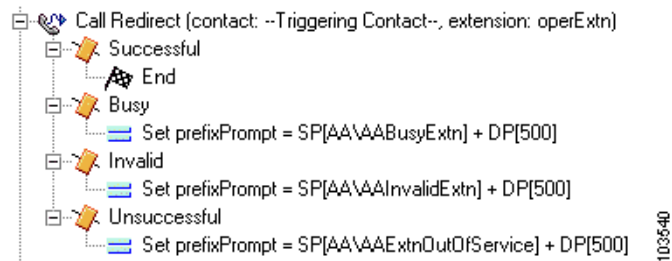 Call Redirect (contact: --Triggering Contact--, extension: operExtn)
Successful
End
Busy
Set prefixPrompt = SP[AA\AABusyExtn] + DP[500]
Invalid
Set prefixPrompt = SP[AA\AAInvalidExtn] + DP[500]
Unsuccessful
Set prefixPrompt = SP[AA\AAExtnOutOfService] + DP[500]
103540